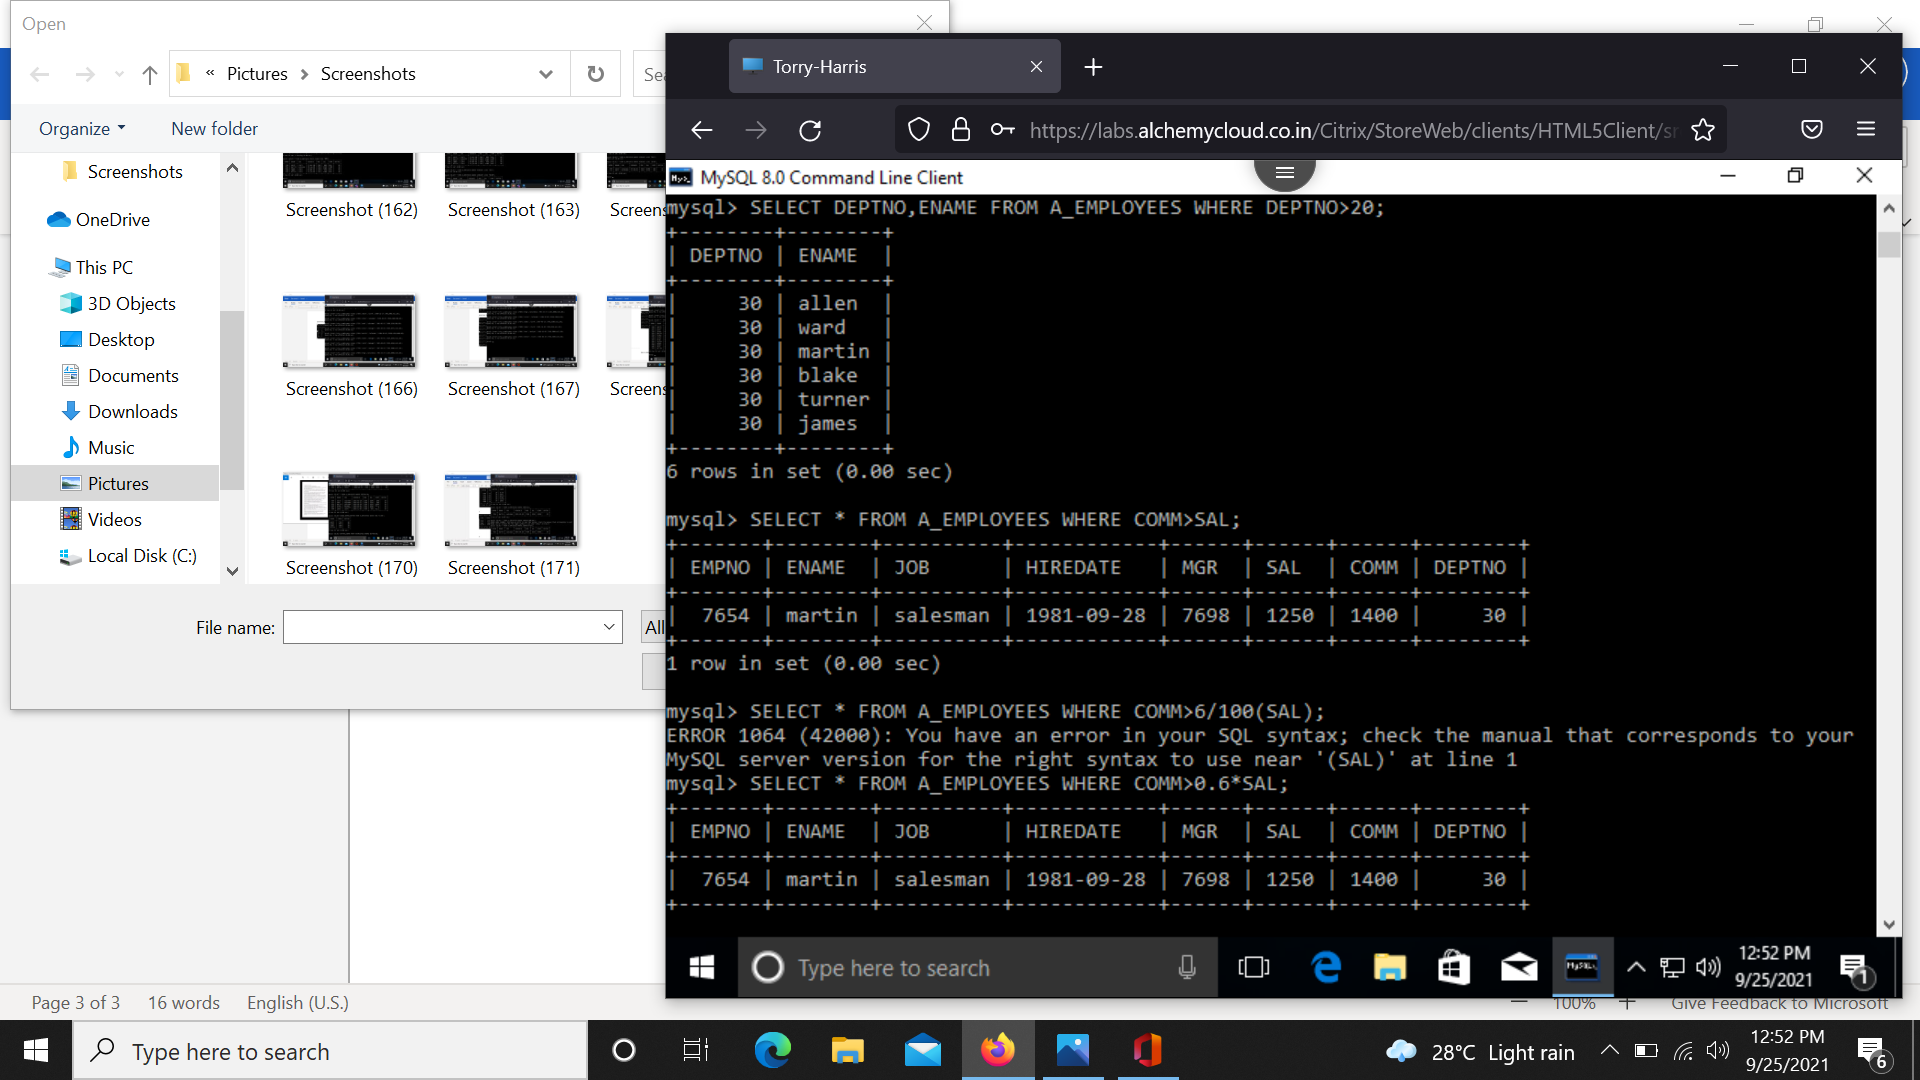 Open
Pictures
Screenshots
Organize
New folder
Screenshots
OneDrive
This PC
3D Objects
Desktop
Documents
Downloads
Music
Pictures
Videos
Local Disk (C:)
Screenshot (162)
Screenshot (163)
Screenshot (166)
Screenshot (167)
Screenshot (170)
Screenshot (171)
File name:
All
Torry-Harris
https://labs.alchemycloud.co.in/Citrix/StoreWeb/clients/HTML5Client/sr
MySQL 8.0 Command Line Client
mysql> SELECT DEPTNO,ENAME FROM A_EMPLOYEES WHERE DEPTNO>20;
+--------+--------+
| DEPTNO | ENAME  |
+--------+--------+
|     30 | allen  |
|     30 | ward   |
|     30 | martin |
|     30 | blake  |
|     30 | turner |
|     30 | james  |
+--------+--------+
6 rows in set (0.00 sec)
mysql> SELECT * FROM A_EMPLOYEES WHERE COMM>SAL;
+-------+--------+----------+------------+------+------+------+--------+
| EMPNO | ENAME  | JOB      | HIREDATE   | MGR  | SAL  | COMM | DEPTNO |
+-------+--------+----------+------------+------+------+------+--------+
|  7654 | martin | salesman | 1981-09-28 | 7698 | 1250 | 1400 |     30 |
+-------+--------+----------+------------+------+------+------+--------+
1 row in set (0.00 sec)
mysql> SELECT * FROM A_EMPLOYEES WHERE COMM>6/100(SAL);
ERROR 1064 (42000): You have an error in your SQL syntax; check the manual that corresponds to your
MySQL server version for the right syntax to use near '(SAL)' at line 1
mysql> SELECT * FROM A_EMPLOYEES WHERE COMM>0.6*SAL;
+-------+--------+----------+------------+------+------+------+--------+
| EMPNO | ENAME  | JOB      | HIREDATE   | MGR  | SAL  | COMM | DEPTNO |
+-------+--------+----------+------------+------+------+------+--------+
|  7654 | martin | salesman | 1981-09-28 | 7698 | 1250 | 1400 |     30 |
+-------+--------+----------+------------+------+------+------+--------+
Type here to search
12:52 PM
9/25/2021
1
Page 3 of 3
16 words
English (U.S.)
100%
Give Feedback to Microsoft
Type here to search
28°C Light rain
12:52 PM
9/25/2021
6